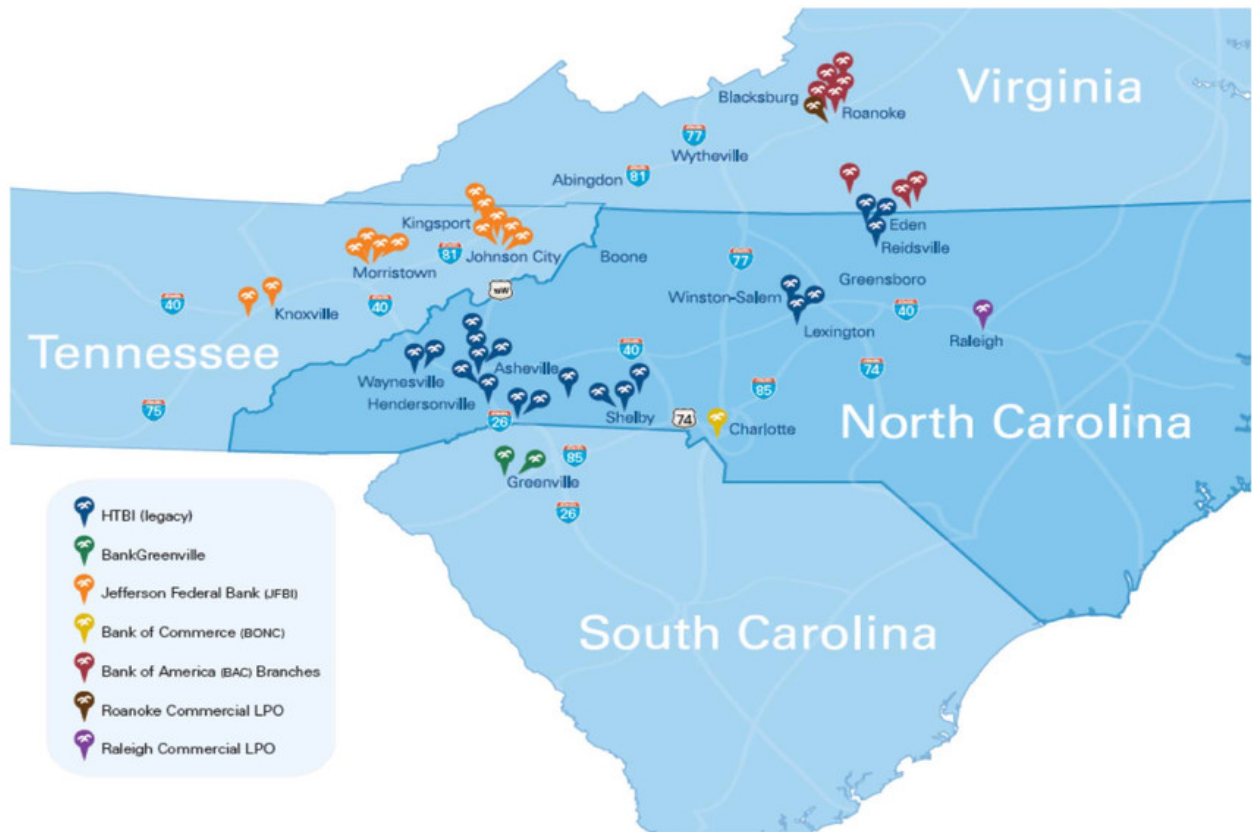 Virginia
Blacksburg
Roanoke
77
Wytheville
Abingdon
81
Kingsport
Eden
Reidsville
81
Johnson City
Boone
77
Morristown
Greensboro
Winston-Salem
40
Knoxville
40
40
Lexington
Raleigh
Tennessee
Asheville
40
Waynesville
74
Hendersonville
85
75
Shelby
26
74
Charlotte
North Carolina
85
Greenville
26
HTBI (legacy)
BankGreenville
Jefferson Federal Bank (JFBI)
Bank of Commerce (BONC)
South Carolina
Bank of America (BAC) Branches
Roanoke Commercial LPO
Raleigh Commercial LPO